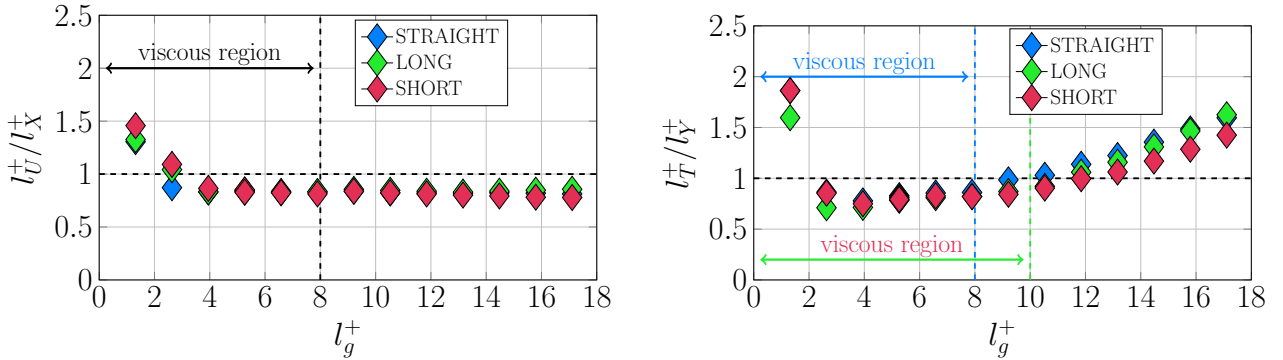 2.5
2
1.5
1
0.5
0
0 2 4 6 8 10 12 14 16 18
l_U^+/l_X^+
l_g^+
viscous region
STRAIGHT
LONG
SHORT
2.5
2
1.5
1
0.5
0
0 2 4 6 8 10 12 14 16 18
l_T^+/l_Y^+
l_g^+
viscous region
viscous region
STRAIGHT
LONG
SHORT